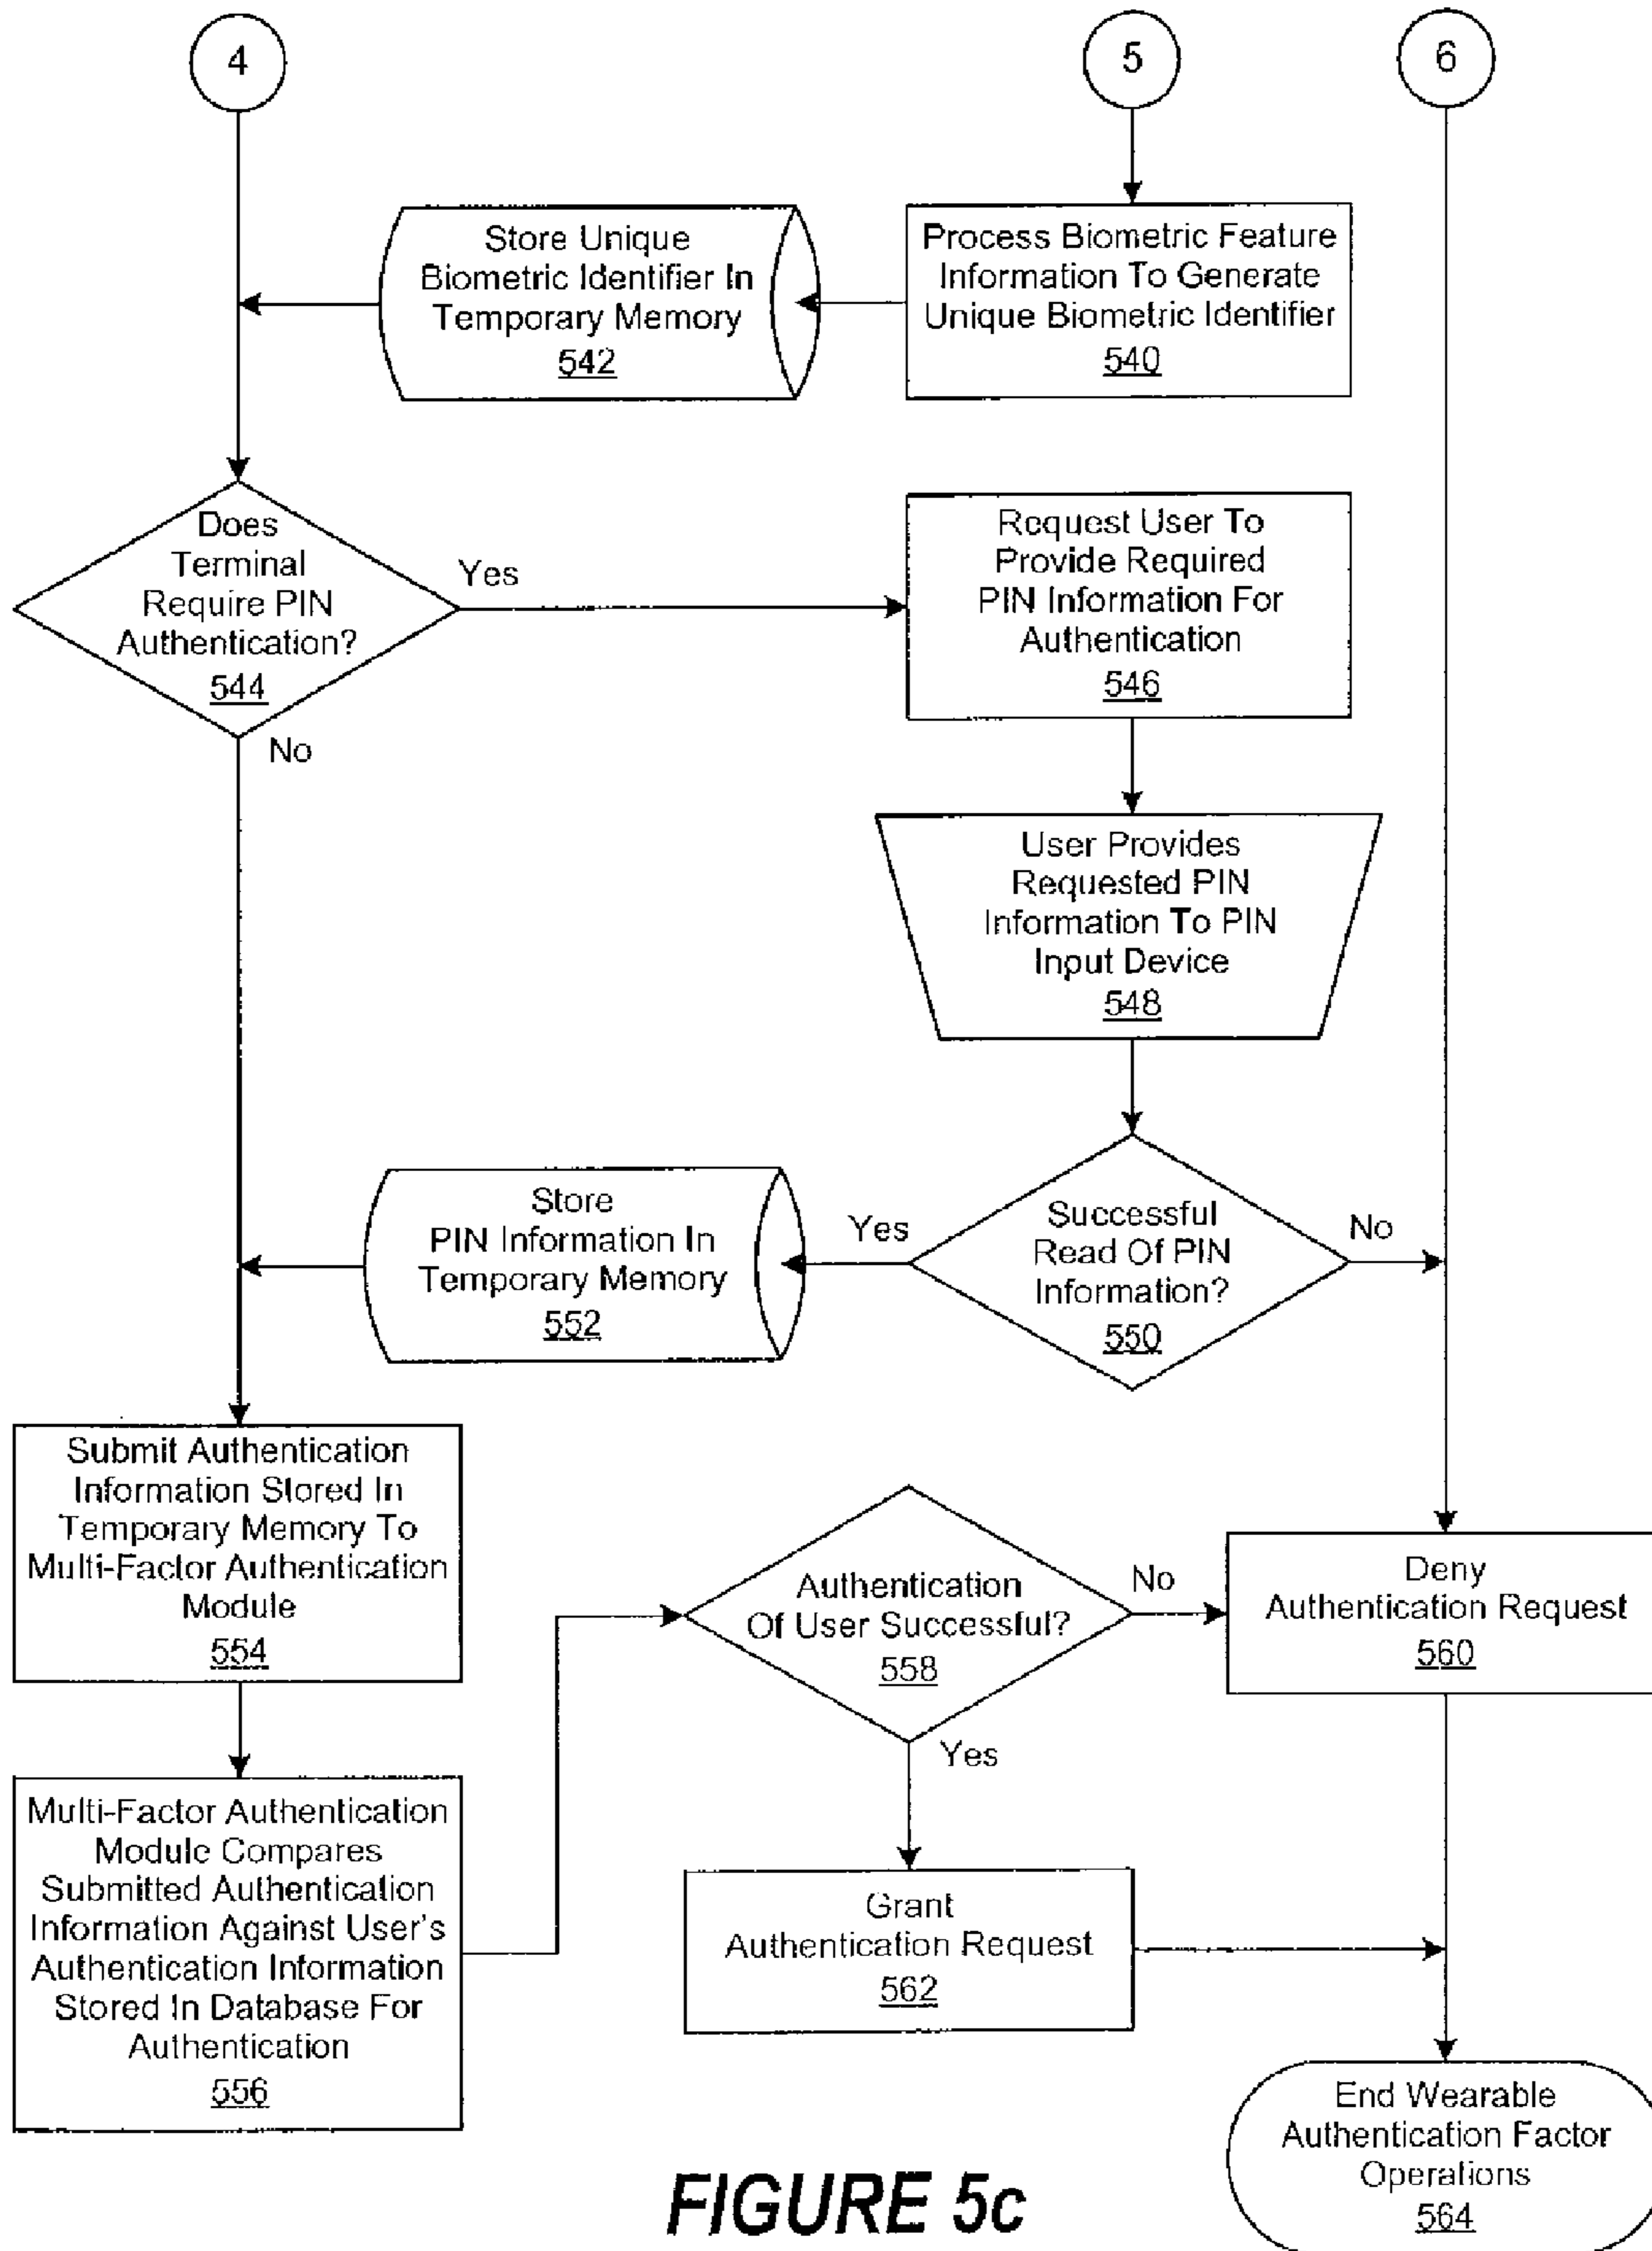 4
5
6
Store Unique
Biometric Identifier In
Temporary Memory
542
Process Biometric Feature
Information To Generate
Unique Biometric Identifier
540
Does
Terminal
Require PIN
Authentication?
544
Yes
No
Request User To
Provide Required
PIN Information For
Authentication
546
User Provides
Requested PIN
Information To PIN
Input Device
548
Store
PIN Information In
Temporary Memory
552
Yes
Successful
Read Of PIN
Information?
550
No
Submit Authentication
Information Stored In
Temporary Memory To
Multi-Factor Authentication
Module
554
Authentication
Of User Successful?
558
No
Yes
Deny
Authentication Request
560
Multi-Factor Authentication
Module Compares
Submitted Authentication
Information Against User's
Authentication Information
Stored In Database For
Authentication
556
Grant
Authentication Request
562
End Wearable
Authentication Factor
Operations
564
FIGURE 5c